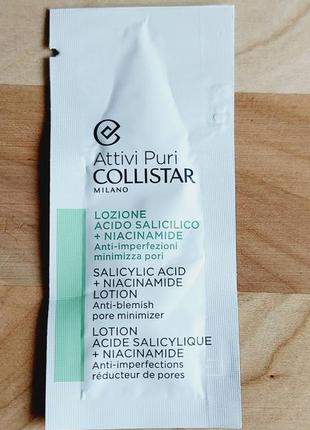 Attivi Puri
COLLISTAR
MILANO
LOZIONE
ACIDO SALICILICO
+ NIACINAMIDE
Anti-imperfezioni
minimizza pori
SALICYLIC ACID
+ NIACINAMIDE
LOTION
Anti-blemish
pore minimizer
LOTION
ACIDE SALICYLIQUE
+ NIACINAMIDE
Anti-imperfections
réducteur de pores